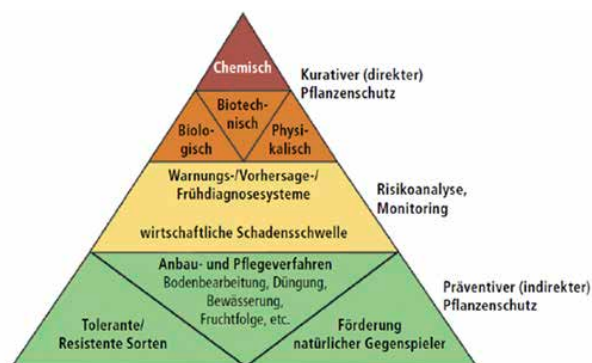 Chemisch
Kurativer (direkter)
Pflanzenschutz
Biotech-
nisch
Biolo-
gisch
Physi-
kalisch
Warnungs-/Vorhersage-/
Frühdiagnosesysteme
wirtschaftliche Schadensschwelle
Risikoanalyse,
Monitoring
Anbau- und Pflegeverfahren
Bodenbearbeitung, Düngung,
Bewässerung,
Fruchtfolge, etc.
Tolerante/
Resistente Sorten
Förderung
natürlicher Gegenspieler
Präventiver (indirekter)
Pflanzenschutz